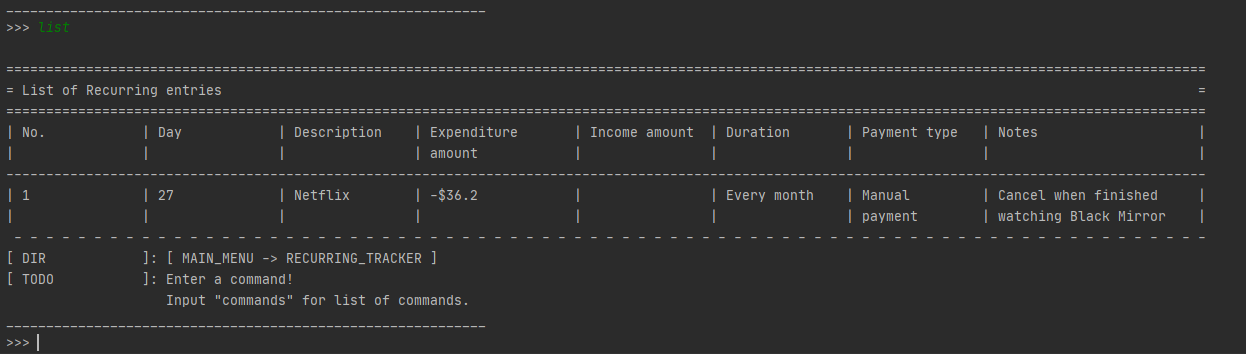 >>> list
= List of Recurring entries =
| No. | Day | Description | Expenditure | Income amount | Duration | Payment type | Notes |
| | | | amount | | | | |
| 1 | 27 | Netflix | -$36.2 | | Every month | Manual | Cancel when finished |
| | | | | | | payment | watching Black Mirror |
[ DIR ]: [ MAIN_MENU -> RECURRING_TRACKER ]
[ TODO ]: Enter a command!
Input "commands" for list of commands.
>>>